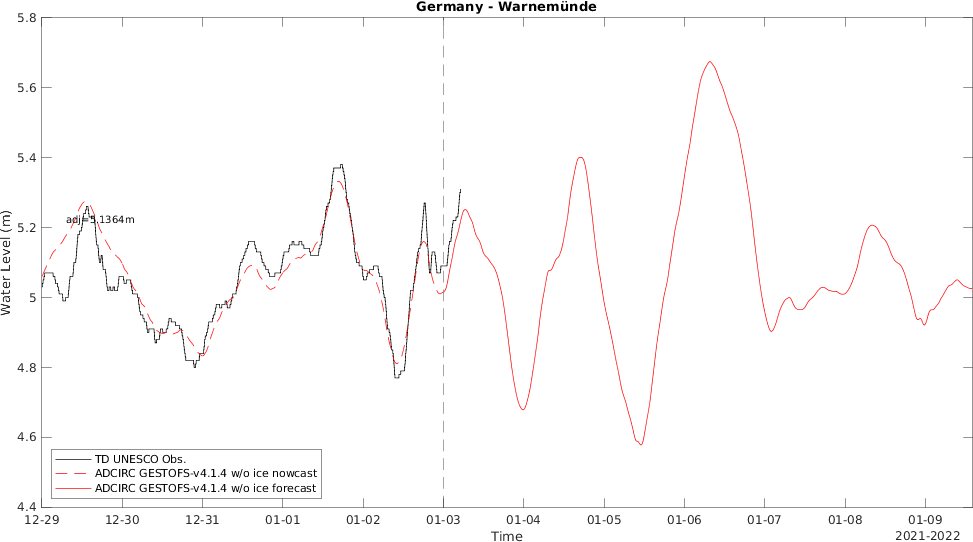 Germany - Warnemünde
5.8
5.6
5.4
5.2
5
4.8
4.6
4.4
Water Level (m)
adj=5.1364m
TD UNESCO Obs.
ADCIRC GESTOFS-v4.1.4 w/o ice nowcast
ADCIRC GESTOFS-v4.1.4 w/o ice forecast
12-29 12-30 12-31 01-01 01-02 01-03 01-04 01-05 01-06 01-07 01-08 01-09
Time
2021-2022